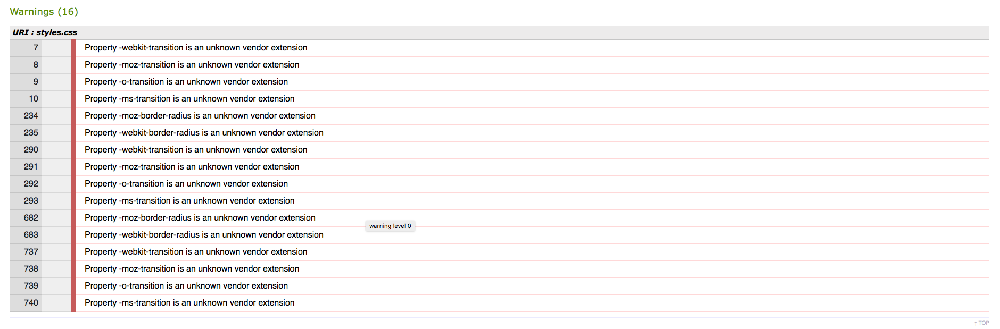 Warnings (16)
URI : styles.css
7 Property -webkit-transition is an unknown vendor extension
8 Property -moz-transition is an unknown vendor extension
9 Property -o-transition is an unknown vendor extension
10 Property -ms-transition is an unknown vendor extension
234 Property -moz-border-radius is an unknown vendor extension
235 Property -webkit-border-radius is an unknown vendor extension
290 Property -webkit-transition is an unknown vendor extension
291 Property -moz-transition is an unknown vendor extension
292 Property -o-transition is an unknown vendor extension
293 Property -ms-transition is an unknown vendor extension
682 Property -moz-border-radius is an unknown vendor extension
warning level 0
683 Property -webkit-border-radius is an unknown vendor extension
737 Property -webkit-transition is an unknown vendor extension
738 Property -moz-transition is an unknown vendor extension
739 Property -o-transition is an unknown vendor extension
740 Property -ms-transition is an unknown vendor extension
↑ TOP